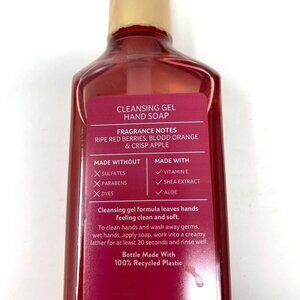 CLEANSING GEL
HAND SOAP
FRAGRANCE NOTES
RIPE RED BERRIES, BLOOD ORANGE
& CRISP APPLE
MADE WITHOUT
SULFATES
PARABENS
DYES
MADE WITH
VITAMIN E
SHEA EXTRACT
ALOE
Cleansing gel formula leaves hands
feeling clean and soft.
To clean hands and wash away germs,
wet hands, apply soap, work into a creamy
lather for at least 20 seconds and rinse well.
Bottle Made With
100% Recycled Plastic